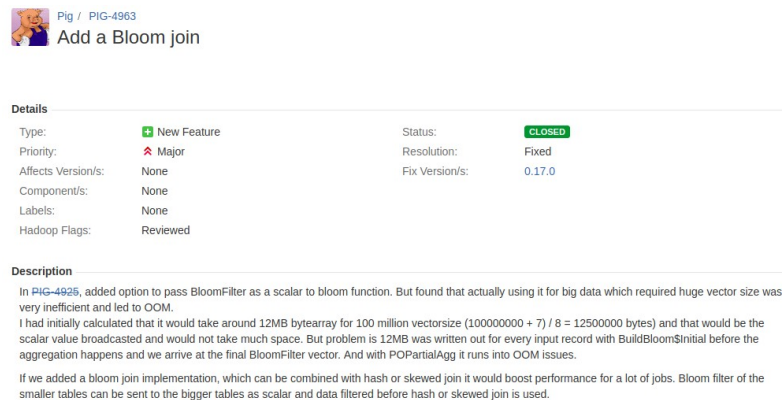 Pig / PIG-4963
Add a Bloom join
Details
Type: New Feature Status: CLOSED
Priority: Major Resolution: Fixed
Affects Version/s: None Fix Version/s: 0.17.0
Component/s: None
Labels: None
Hadoop Flags: Reviewed
Description
In PIG-4925, added option to pass BloomFilter as a scalar to bloom function. But found that actually using it for big data which required huge vector size was
very inefficient and led to OOM.
I had initially calculated that it would take around 12MB bytearray for 100 million vectorsize (100000000 + 7) / 8 = 12500000 bytes) and that would be the
scalar value broadcasted and would not take much space. But problem is 12MB was written out for every input record with BuildBloom$Initial before the
aggregation happens and we arrive at the final BloomFilter vector. And with POPartialAgg it runs into OOM issues.
If we added a bloom join implementation, which can be combined with hash or skewed join it would boost performance for a lot of jobs. Bloom filter of the
smaller tables can be sent to the bigger tables as scalar and data filtered before hash or skewed join is used.